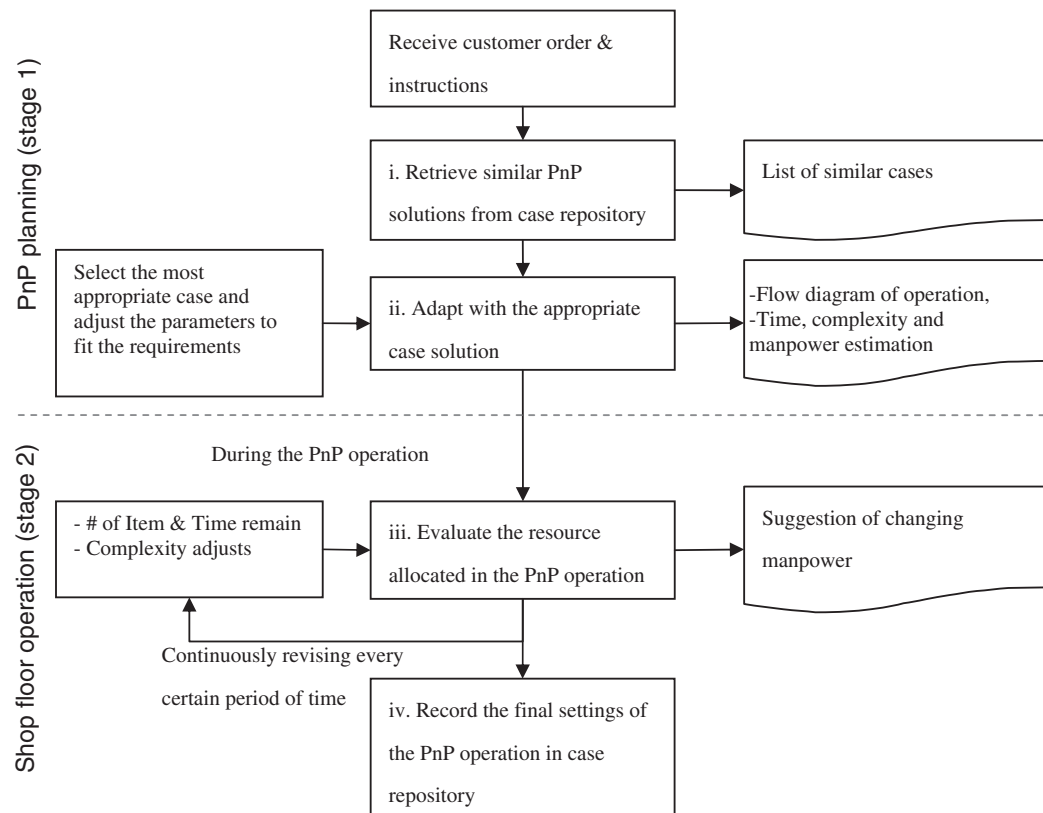 PnP planning (stage 1)
Receive customer order &
instructions
i. Retrieve similar PnP
solutions from case repository
List of similar cases
Select the most
appropriate case and
adjust the parameters to
fit the requirements
ii. Adapt with the appropriate
case solution
-Flow diagram of operation,
-Time, complexity and
manpower estimation
Shop floor operation (stage 2)
During the PnP operation
- # of Item & Time remain
- Complexity adjusts
iii. Evaluate the resource
allocated in the PnP operation
Suggestion of changing
manpower
Continuously revising every
certain period of time
iv. Record the final settings of
the PnP operation in case
repository